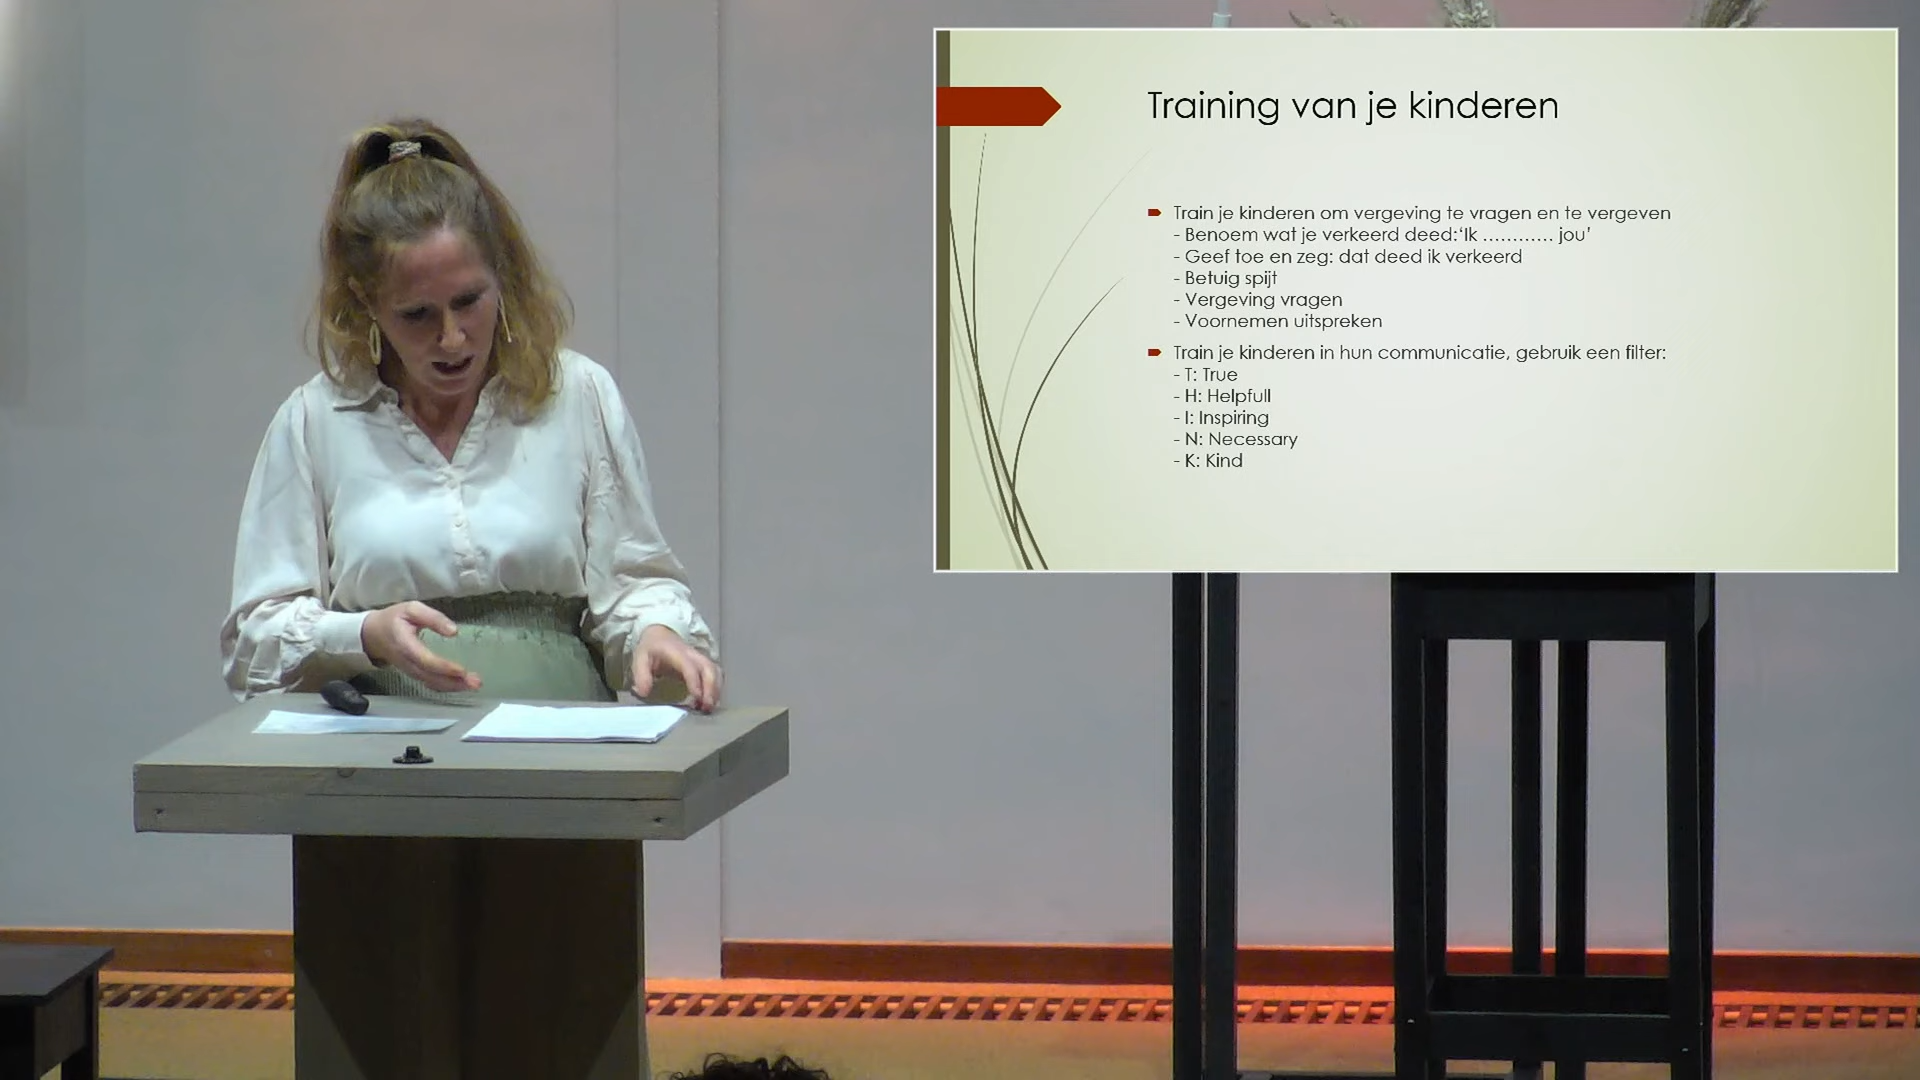 Training van je kinderen
Train je kinderen om vergeving te vragen en te vergeven
- Benoem wat je verkeerd deed:‘Ik ………… jou’
- Geef toe en zeg: dat deed ik verkeerd
- Betuig spijt
- Vergeving vragen
- Voornemen uitspreken
Train je kinderen in hun communicatie, gebruik een filter:
- T: True
- H: Helpfull
- I: Inspiring
- N: Necessary
- K: Kind